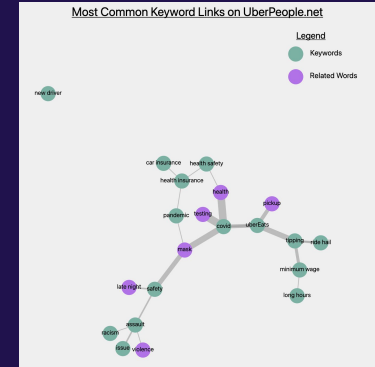 Most Common Keyword Links on UberPeople.net
Legend
Keywords
Related Words
new driver
car insurance
health safety
health insurance
health
pickup
testing
pandemic
covid
uberEats
tipping
ride hail
mask
minimum wage
late night
safety
long hours
assault
racism
issue
violence